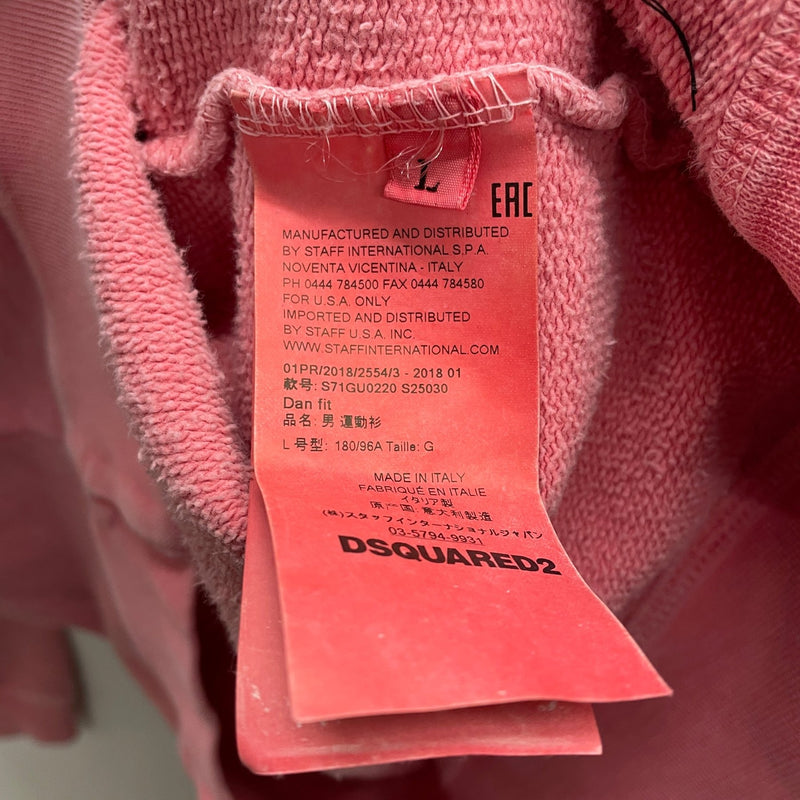 L
EAC
MANUFACTURED AND DISTRIBUTED
BY STAFF INTERNATIONAL S.P.A.
NOVENTA VICENTINA - ITALY
PH 0444 784500 FAX 0444 784580
FOR U.S.A. ONLY
IMPORTED AND DISTRIBUTED
BY STAFF U.S.A. INC.
WWW.STAFFINTERNATIONAL.COM
01PR/2018/2554/3 - 2018 01
款号: S71GU0220 S25030
Dan fit
品名: 男 運動衫
L 号型: 180/96A Taille: G
MADE IN ITALY
FABRIQUÉ EN ITALIE
イタリア製
原产国: 意大利製造
(株)スタッフインターナショナルジャパン
03-5794-9931
DSQUARED2